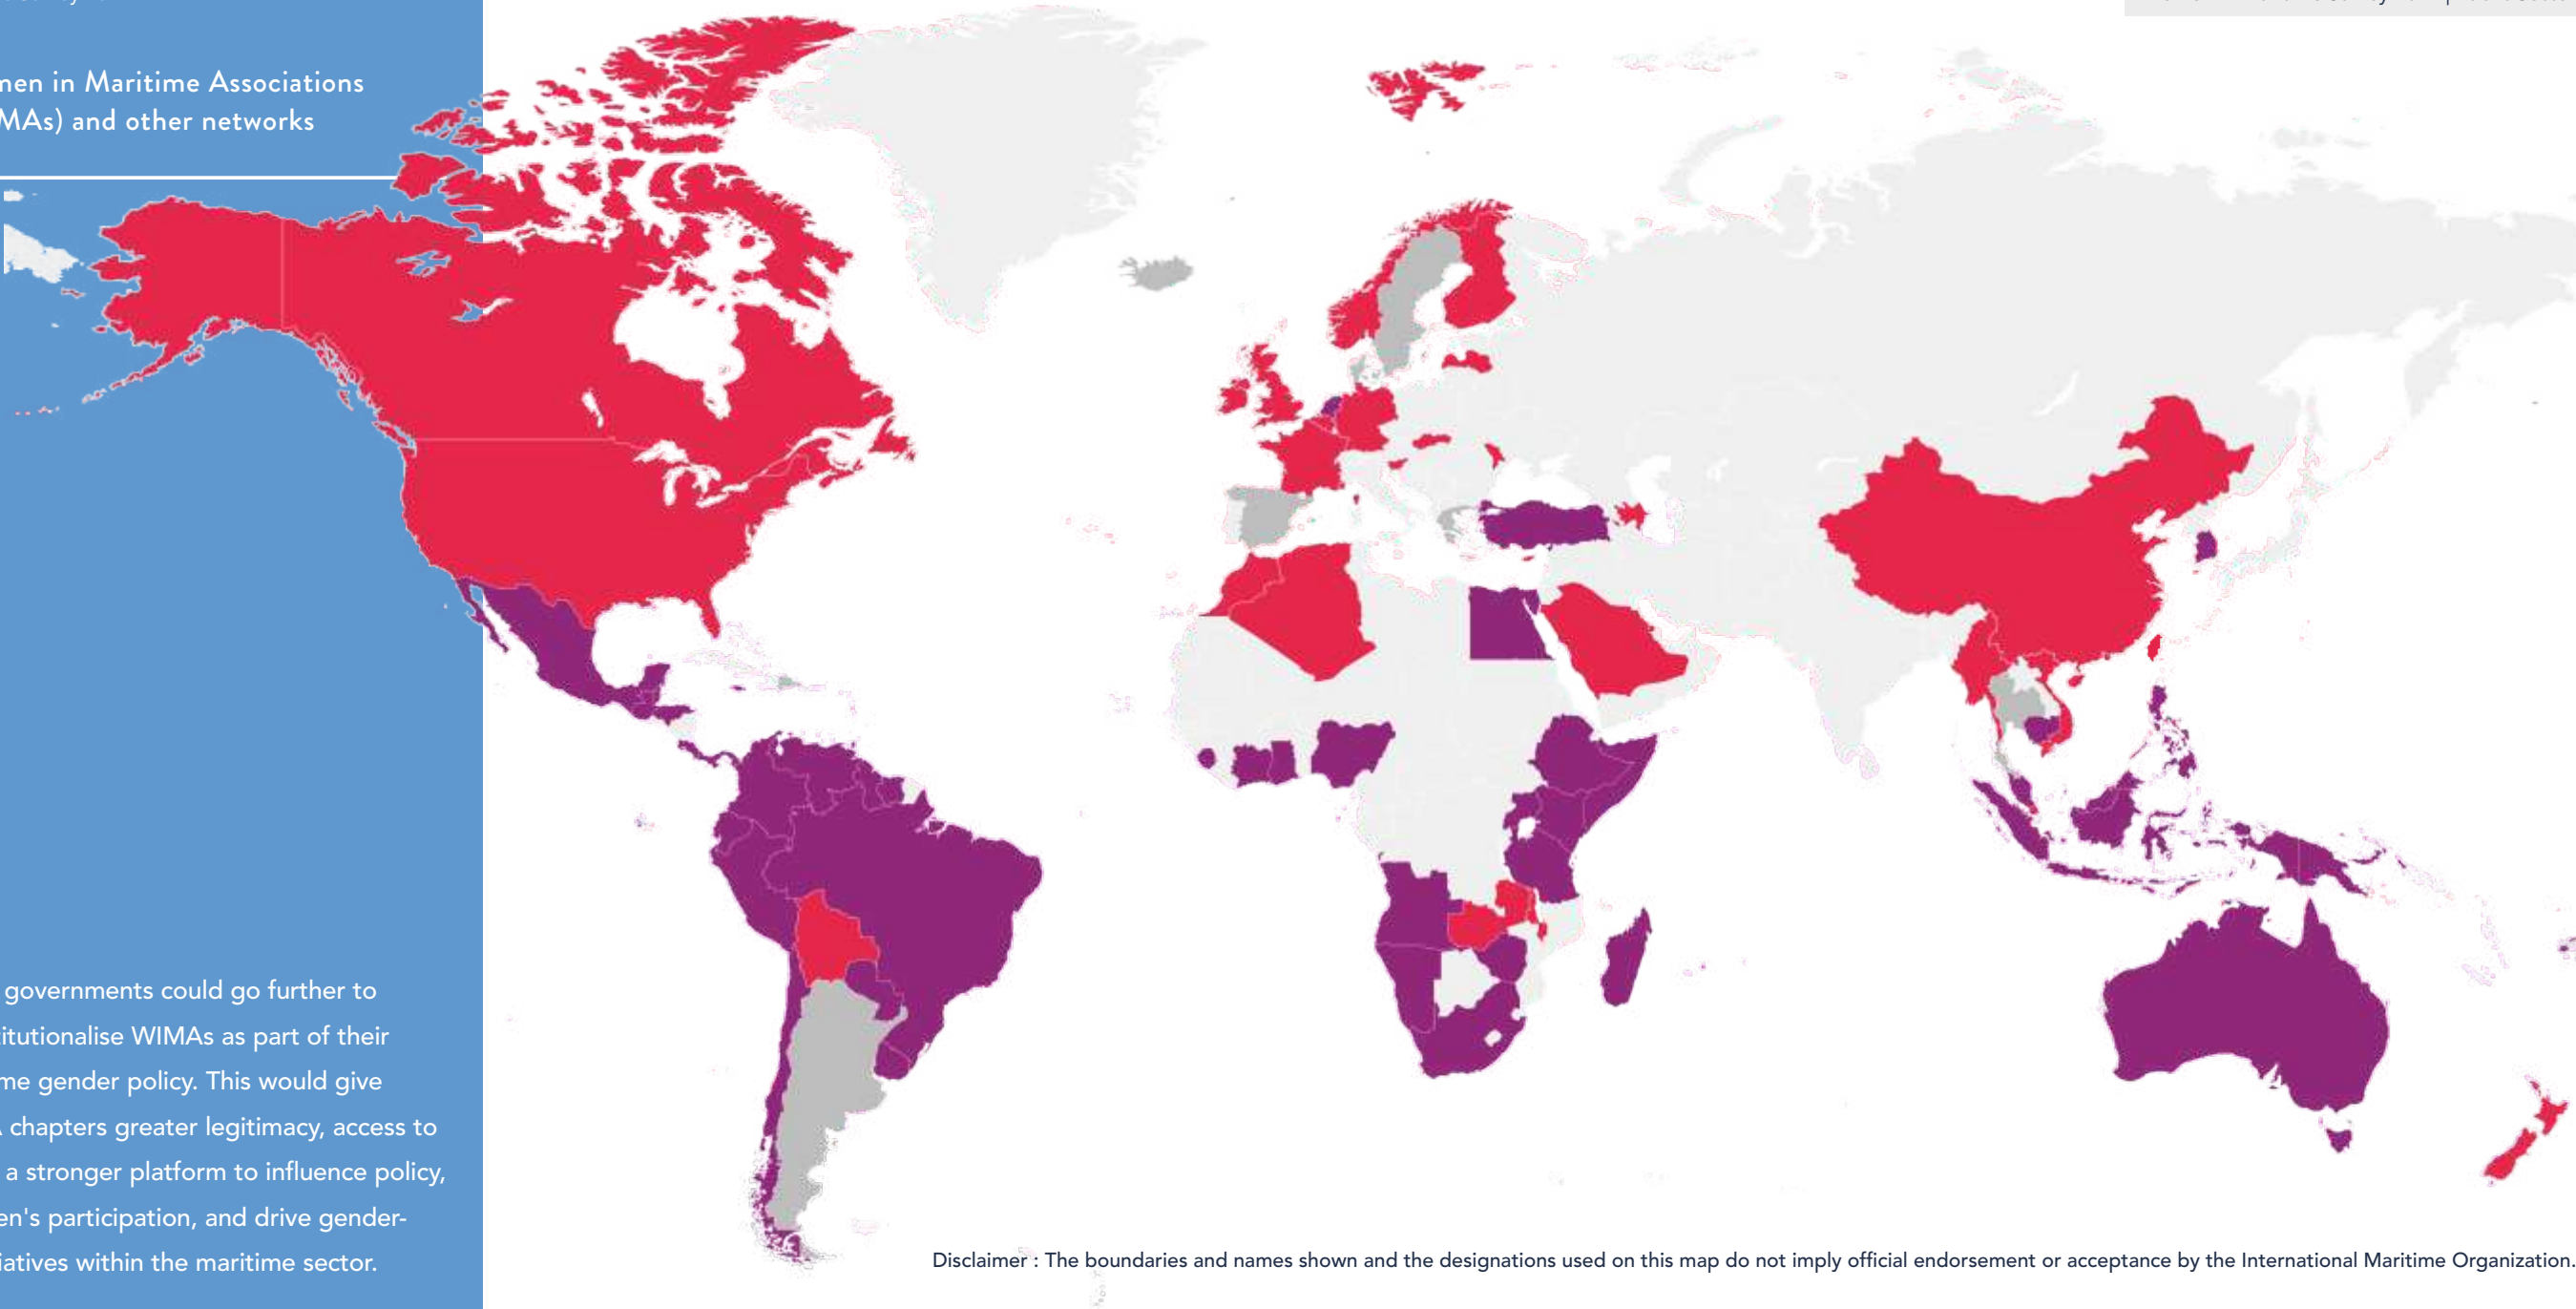 men in Maritime Associations
MAs) and other networks
governments could go further to
titutionalise WIMAs as part of their
me gender policy. This would give
chapters greater legitimacy, access to
a stronger platform to influence policy,
en's participation, and drive gender-
iatives within the maritime sector.
Disclaimer : The boundaries and names shown and the designations used on this map do not imply official endorsement or acceptance by the International Maritime Organization.